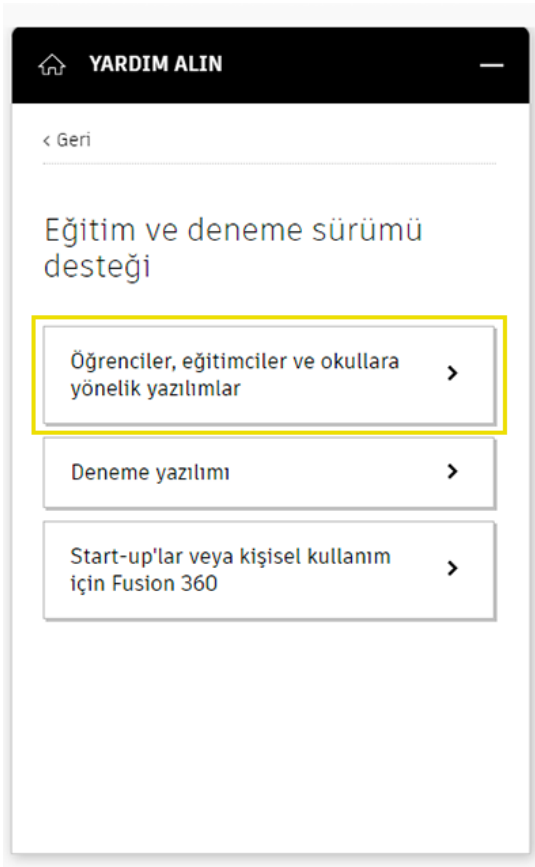 YARDIM ALIN
< Geri
Eğitim ve deneme sürümü
desteği
Öğrenciler, eğitimciler ve okullara
yönelik yazılımlar
Deneme yazılımı
Start-up'lar veya kişisel kullanım
için Fusion 360